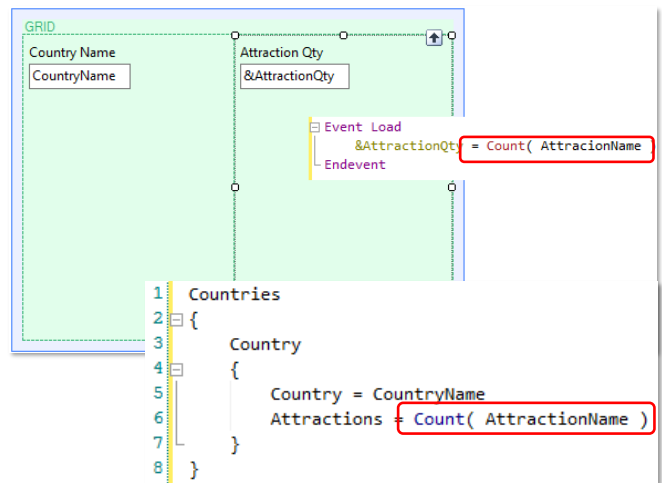 GRID
Country Name
Attraction Qty
CountryName
&AttractionQty
Event Load
&AttractionQty = Count( AttracionName )
Endevent
1 Countries
2 {
3 Country
4 {
5 Country = CountryName
6 Attractions = Count( AttractionName )
7 }
8 }